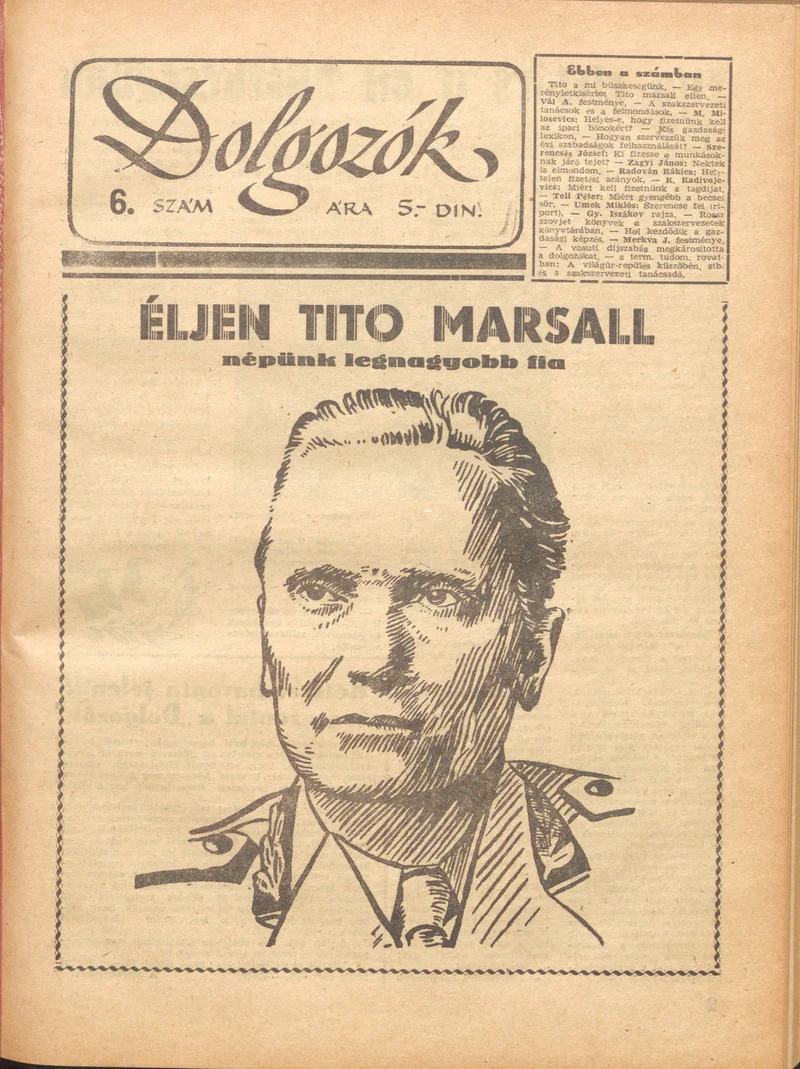 Dolgozók
6. SZÁM ÁRA 5.- DIN.
Ebben a számban
Tito a mi büszkeségünk. — Egy me-
rényletkisérlet Tito marsall ellen. —
Vál A. festménye. — A szakszervezeti
tanácsok és a felmondások. — M. Mi-
losevics: Helyes-e, hogy fizetnünk kell
az ipari bánokért? — Kis gazdasági
lexikon. — Hogyan szervezzük meg az
évi szabadságok felhasználását? — Sze-
rencsés József: Ki fizesse a munkások-
nak járó tejet? — Zagyi János: Nektek
is elmondom. — Radován Rákics: Hely-
telen fizetési arányok. — R. Radivoje-
vics: Miért kell fizetnünk a tagdíjat.
— Tell Péter: Miért gyengébb a becsei
sör. — Umek Miklós: Szerencse fel (ri-
port). — Gy. Iszákov rajza. — Rossz
szovjet könyvek a szakszervezetek
könyvtárában. — Hol kezdődik a gaz-
dasági képzés. — Merkva J. festménye.
— A vasuti díjszabás megkárosította
a dolgozókat. — a term. tudom. rovat-
ban: A világűr-repülés küszöbén. stb.
és a szakszervezeti tanácsadó.
ÉLJEN TITO MARSALL
népünk legnagyobb fia
2